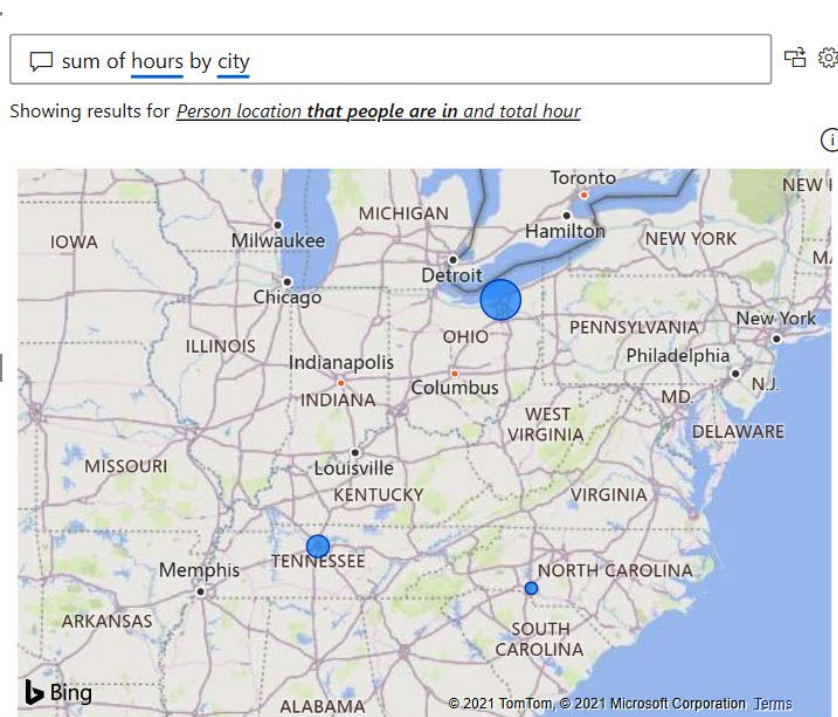 sum of hours by city
Showing results for Person location that people are in and total hour
Toronto
NEW
MICHIGAN
IOWA
Milwaukee
Hamilton
NEW YORK
Detroit
Chicago
OHIO
PENNSYLVANIA
New York
ILLINOIS
Indianapolis
Philadelphia
Columbus
N.J.
INDIANA
MD.
WEST
VIRGINIA
DELAWARE
MISSOURI
Louisville
KENTUCKY
VIRGINIA
TENNESSEE
Memphis
NORTH CAROLINA
ARKANSAS
SOUTH
CAROLINA
Bing
ALABAMA
© 2021 TomTom, © 2021 Microsoft Corporation Terms